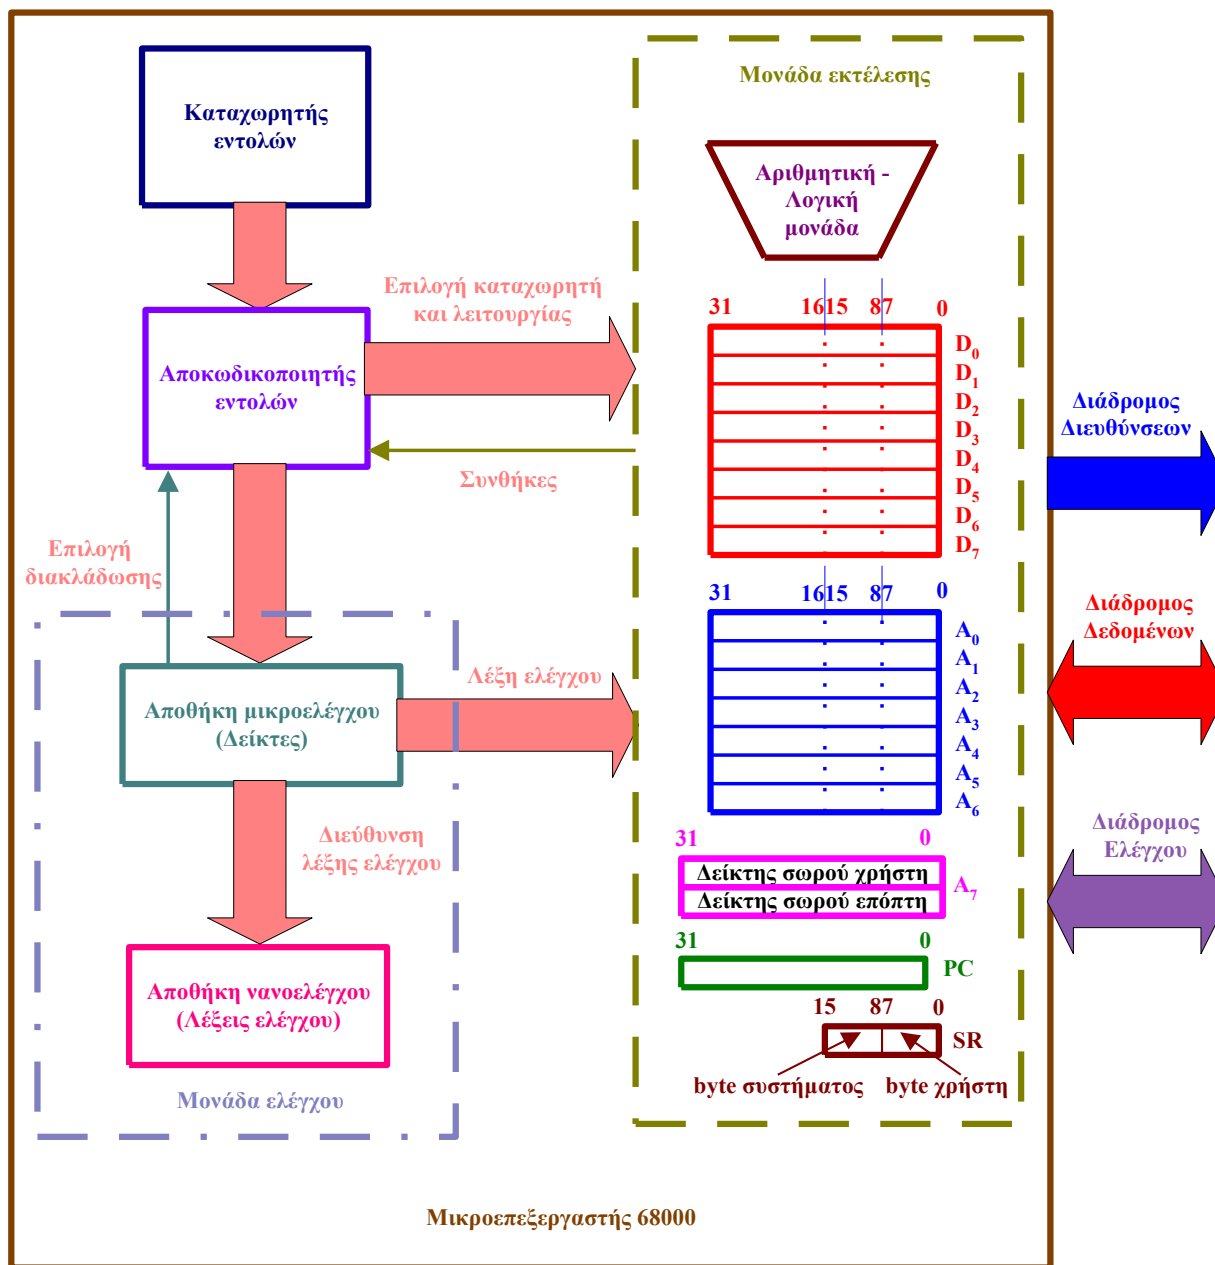 Καταχωρητής
εντολών
Επιλογή καταχωρητή
και λειτουργίας
Αποκωδικοποιητής
εντολών
Συνθήκες
Επιλογή
διακλάδωσης
Λέξη ελέγχου
Αποθήκη μικροελέγχου
(Δείκτες)
Διεύθυνση
λέξης ελέγχου
Αποθήκη νανοελέγχου
(Λέξεις ελέγχου)
Μονάδα ελέγχου
Μονάδα εκτέλεσης
Αριθμητική -
Λογική
μονάδα
31 1615 87 0
D0
D1
D2
D3
D4
D5
D6
D7
31 1615 87 0
A0
A1
A2
A3
A4
A5
A6
31 0
Δείκτης σωρού χρήστη
Δείκτης σωρού επόπτη
A7
31 0
PC
15 87 0
SR
byte συστήματος byte χρήστη
Διάδρομος
Διευθύνσεων
Διάδρομος
Δεδομένων
Διάδρομος
Ελέγχου
Μικροεπεξεργαστής 68000